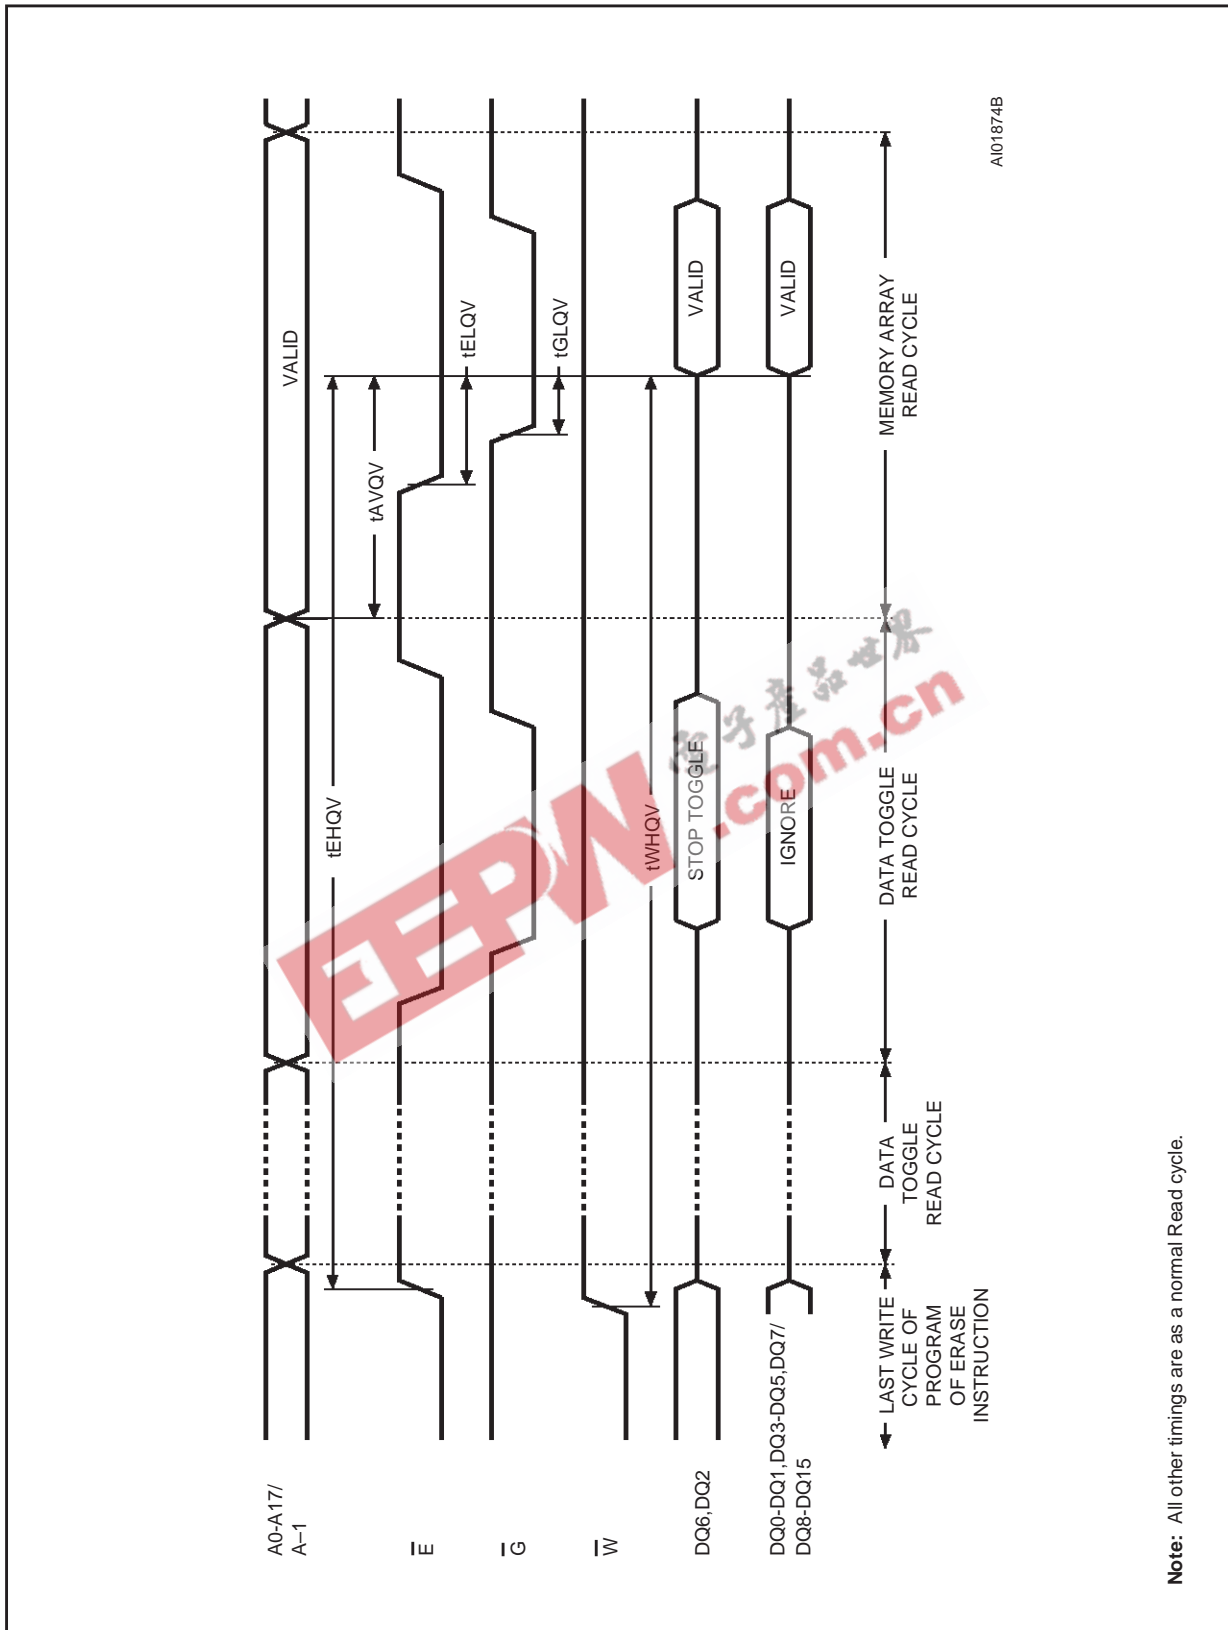 A0-A17/
A–1
VALID
tEHQV
tAVQV
E
tELQV
G
tGLQV
W
tWHQV
DQ6,DQ2
STOP TOGGLE
VALID
DQ0-DQ1,DQ3-DQ5,DQ7/
DQ8-DQ15
IGNORE
VALID
LAST WRITE
CYCLE OF
PROGRAM
OF ERASE
INSTRUCTION
DATA
TOGGLE
READ CYCLE
DATA TOGGLE
READ CYCLE
MEMORY ARRAY
READ CYCLE
AI01874B
Note: All other timings are as a normal Read cycle.
EEPW
.com.cn
電子產品世界